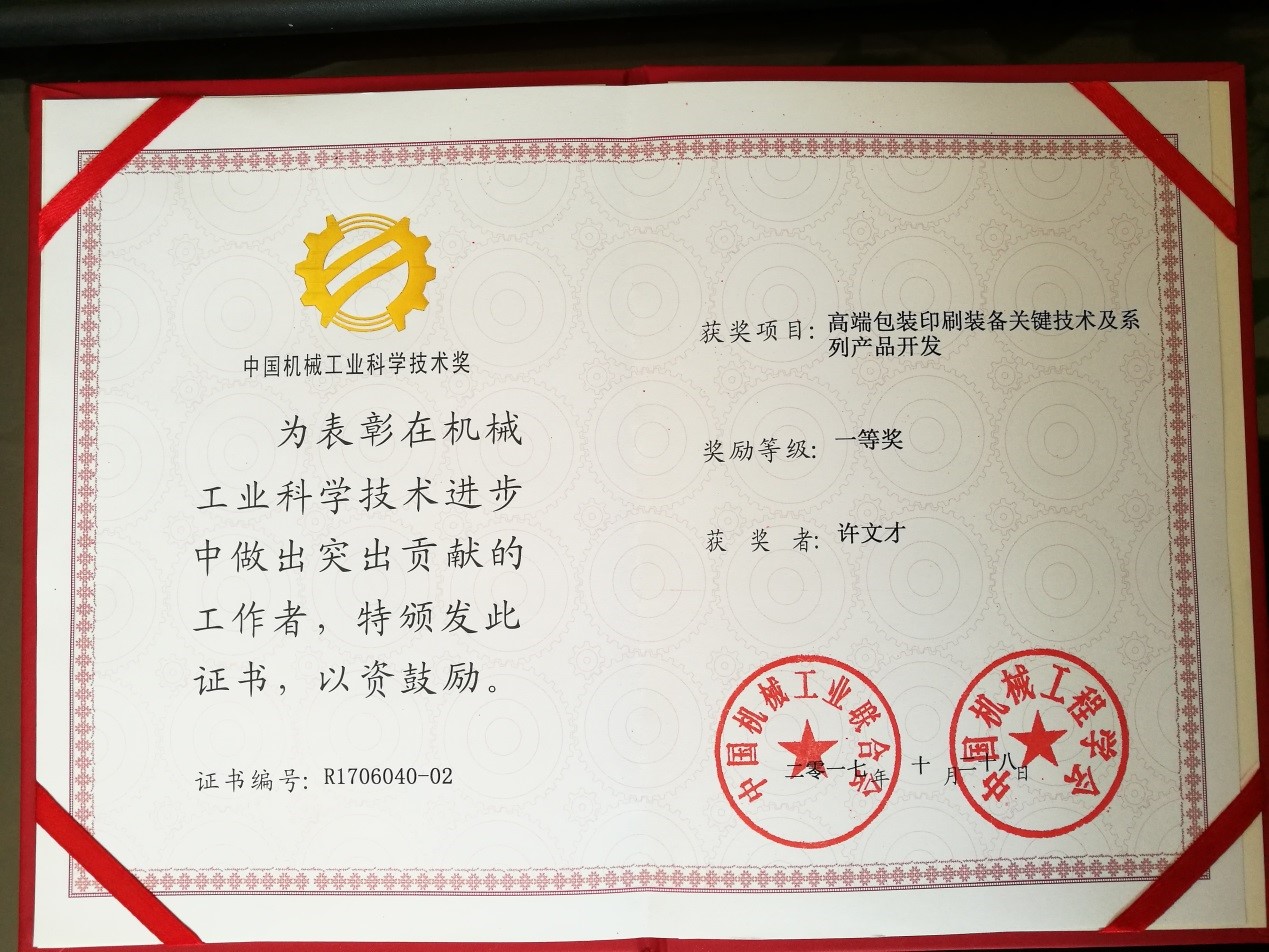 中国机械工业科学技术奖
为表彰在机械
工业科学技术进步
中做出突出贡献的
工作者，特颁发此
证书，以资鼓励。
证书编号: R1706040-02
获奖项目: 高端包装印刷装备关键技术及系
列产品开发
奖励等级: 一等奖
获奖者: 许文才
中国机械工业联合会
中国机械工程学会
二零一七年十月二十八日